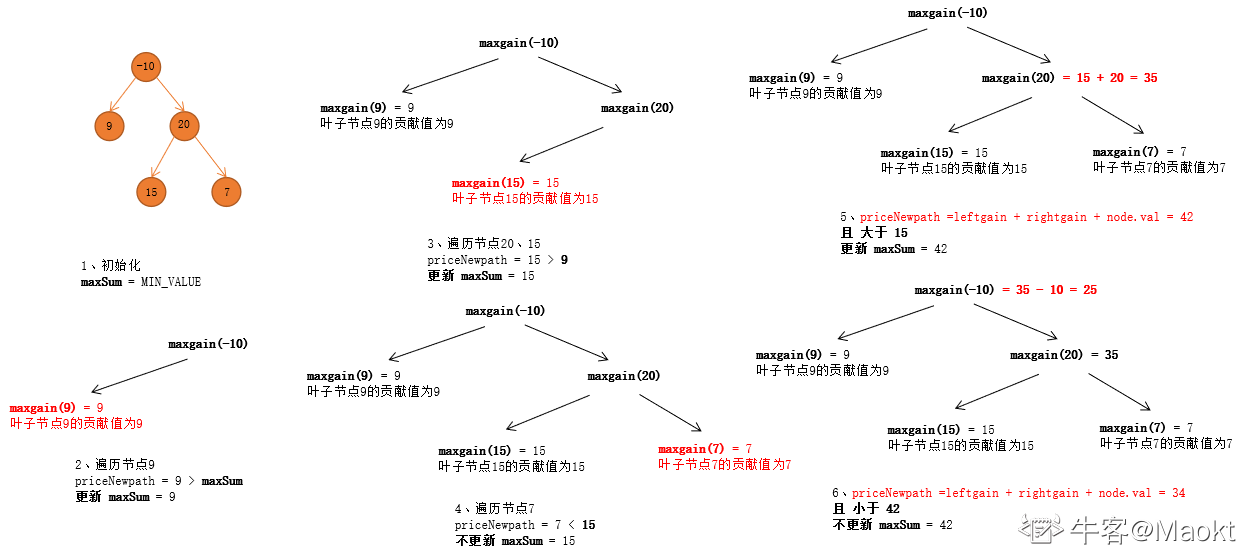 -10
9
20
15
7
1、初始化
maxSum = MIN_VALUE
maxgain(-10)
maxgain(9) = 9
叶子节点9的贡献值为9
2、遍历节点9
priceNewpath = 9 > maxSum
更新 maxSum = 9
maxgain(-10)
maxgain(9) = 9
叶子节点9的贡献值为9
maxgain(20)
maxgain(15) = 15
叶子节点15的贡献值为15
3、遍历节点20、15
priceNewpath = 15 > 9
更新 maxSum = 15
maxgain(-10)
maxgain(9) = 9
叶子节点9的贡献值为9
maxgain(20)
maxgain(15) = 15
叶子节点15的贡献值为15
maxgain(7) = 7
叶子节点7的贡献值为7
4、遍历节点7
priceNewpath = 7 < 15
不更新 maxSum = 15
maxgain(-10)
maxgain(9) = 9
叶子节点9的贡献值为9
maxgain(20) = 15 + 20 = 35
maxgain(15) = 15
叶子节点15的贡献值为15
maxgain(7) = 7
叶子节点7的贡献值为7
5、priceNewpath =leftgain + rightgain + node.val = 42
且 大于 15
更新 maxSum = 42
maxgain(-10) = 35 - 10 = 25
maxgain(9) = 9
叶子节点9的贡献值为9
maxgain(20) = 35
maxgain(15) = 15
叶子节点15的贡献值为15
maxgain(7) = 7
叶子节点7的贡献值为7
6、priceNewpath =leftgain + rightgain + node.val = 34
且 小于 42
不更新 maxSum = 42
牛客@Maokt